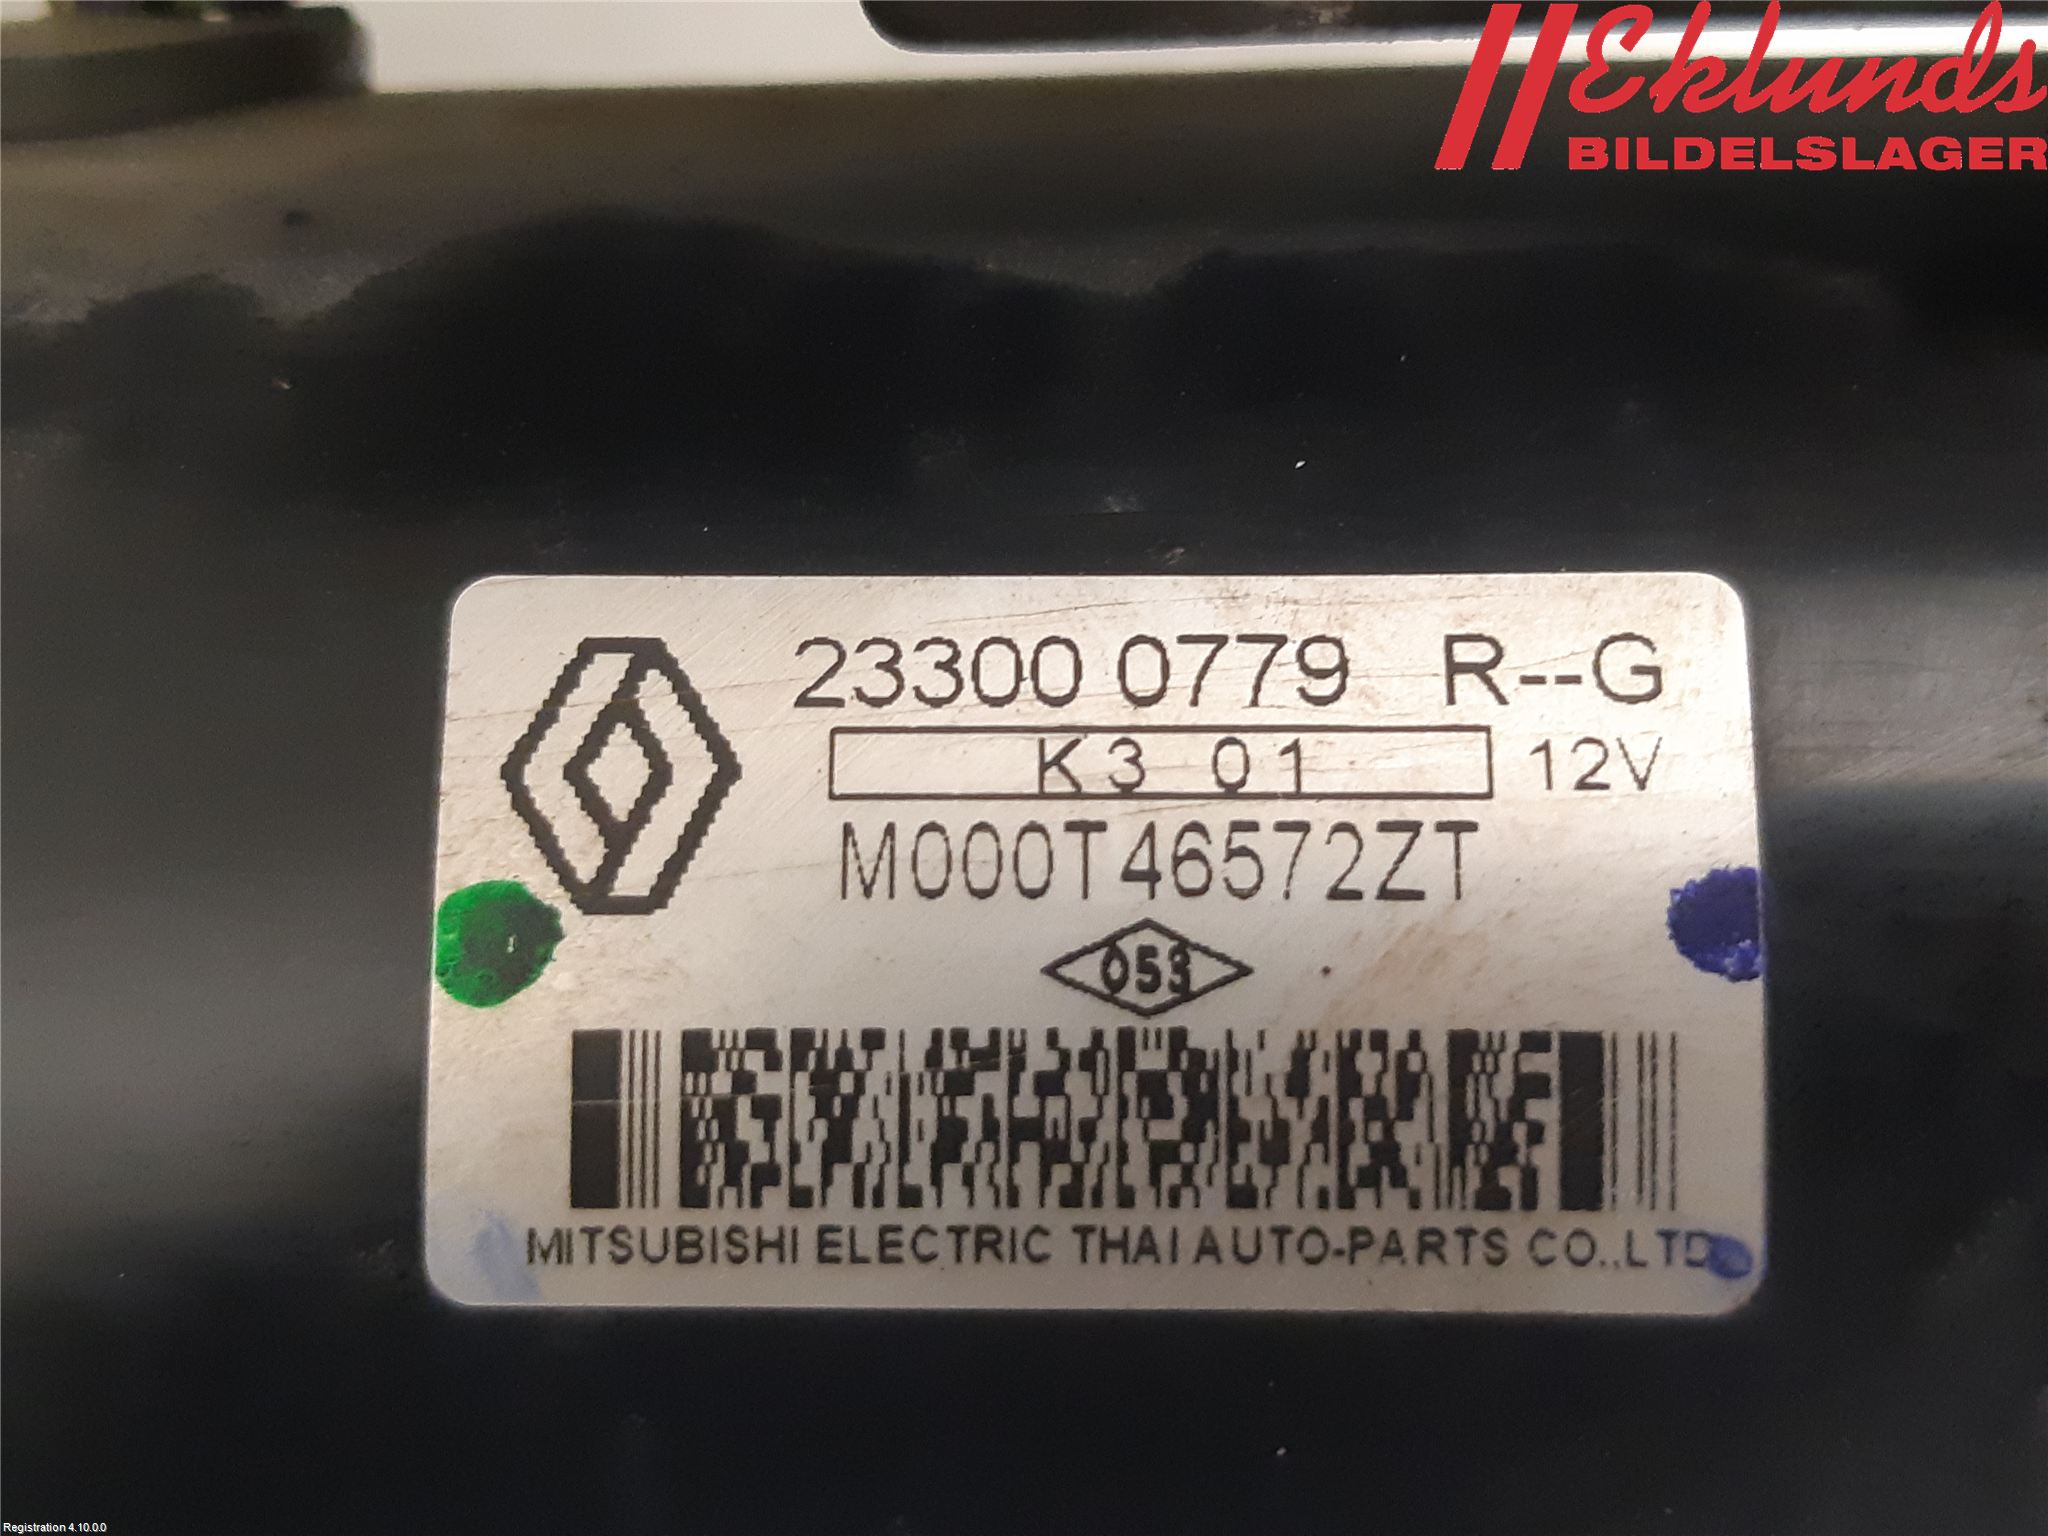 Eklunds
BILDELSLAGER
23300 0779 R--G
K3 01 12V
M000T46572ZT
053
MITSUBISHI ELECTRIC THAI AUTO-PARTS CO.,LTD
Registration 4.10.0.0